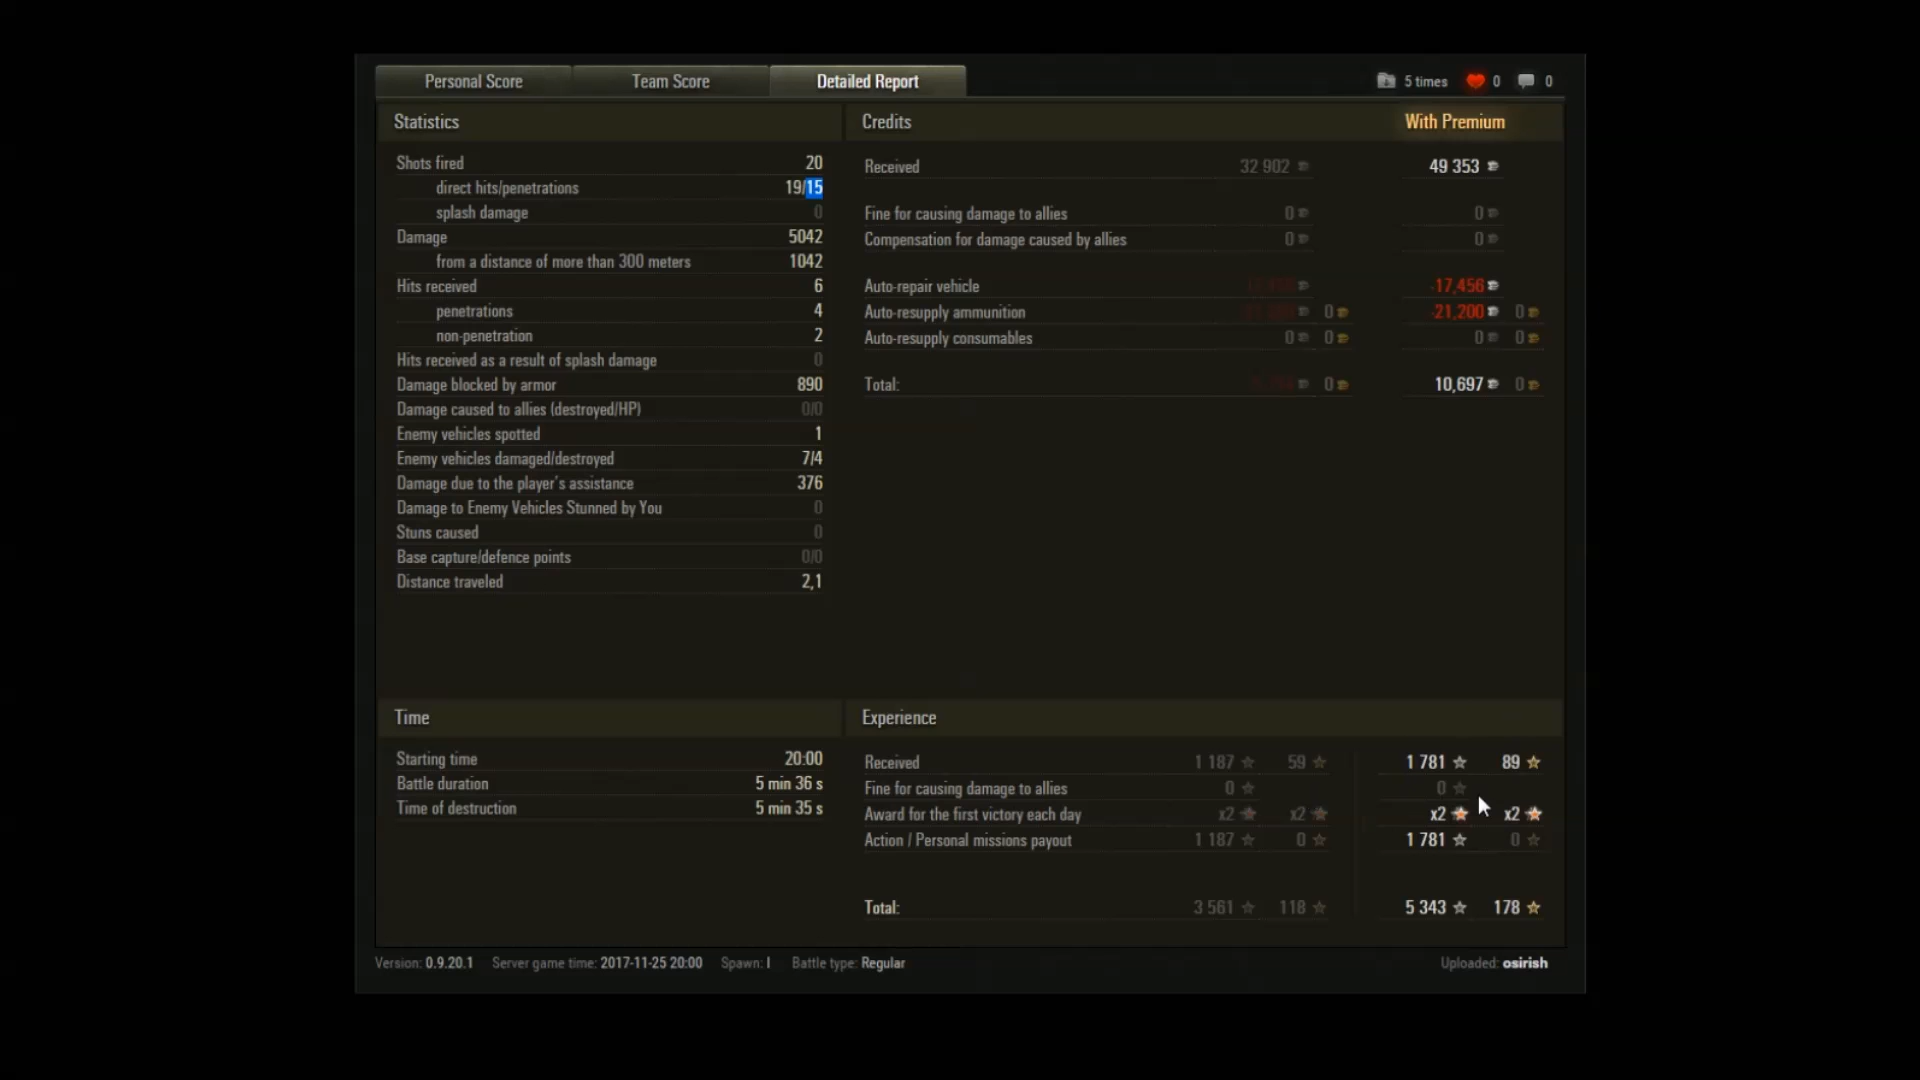 Personal Score Team Score Detailed Report 5 times 0 0
Statistics
Shots fired 20
direct hits/penetrations 19/15
splash damage 0
Damage 5042
from a distance of more than 300 meters 1042
Hits received 6
penetrations 4
non-penetration 2
Hits received as a result of splash damage 0
Damage blocked by armor 890
Damage caused to allies (destroyed/HP) 0/0
Enemy vehicles spotted 1
Enemy vehicles damaged/destroyed 7/4
Damage due to the player's assistance 376
Damage to Enemy Vehicles Stunned by You 0
Stuns caused 0
Base capture/defence points 0/0
Distance traveled 2,1
Credits With Premium
Received 32 902 49 353
Fine for causing damage to allies 0 0
Compensation for damage caused by allies 0 0
Auto-repair vehicle -17,456
Auto-resupply ammunition 0 -21,200 0
Auto-resupply consumables 0 0 0 0
Total: 0 10,697 0
Time
Starting time 20:00
Battle duration 5 min 36 s
Time of destruction 5 min 35 s
Experience
Received 1 187 59 1 781 89
Fine for causing damage to allies 0 0
Award for the first victory each day x2 x2 x2 x2
Action / Personal missions payout 1 187 0 1 781 0
Total: 3 561 118 5 343 178
Version: 0.9.20.1 Server game time: 2017-11-25 20:00 Spawn: I Battle type: Regular Uploaded: osirish